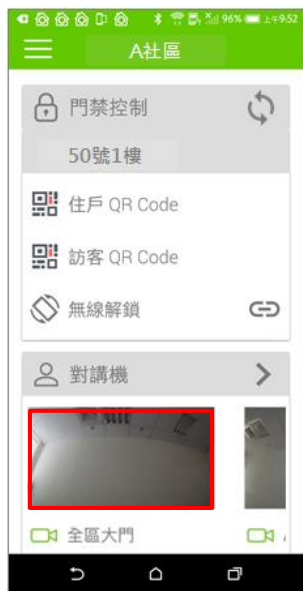 96% 上午9:52
A社區
門禁控制
50號1樓
住戶 QR Code
訪客 QR Code
無線解鎖
對講機
全區大門